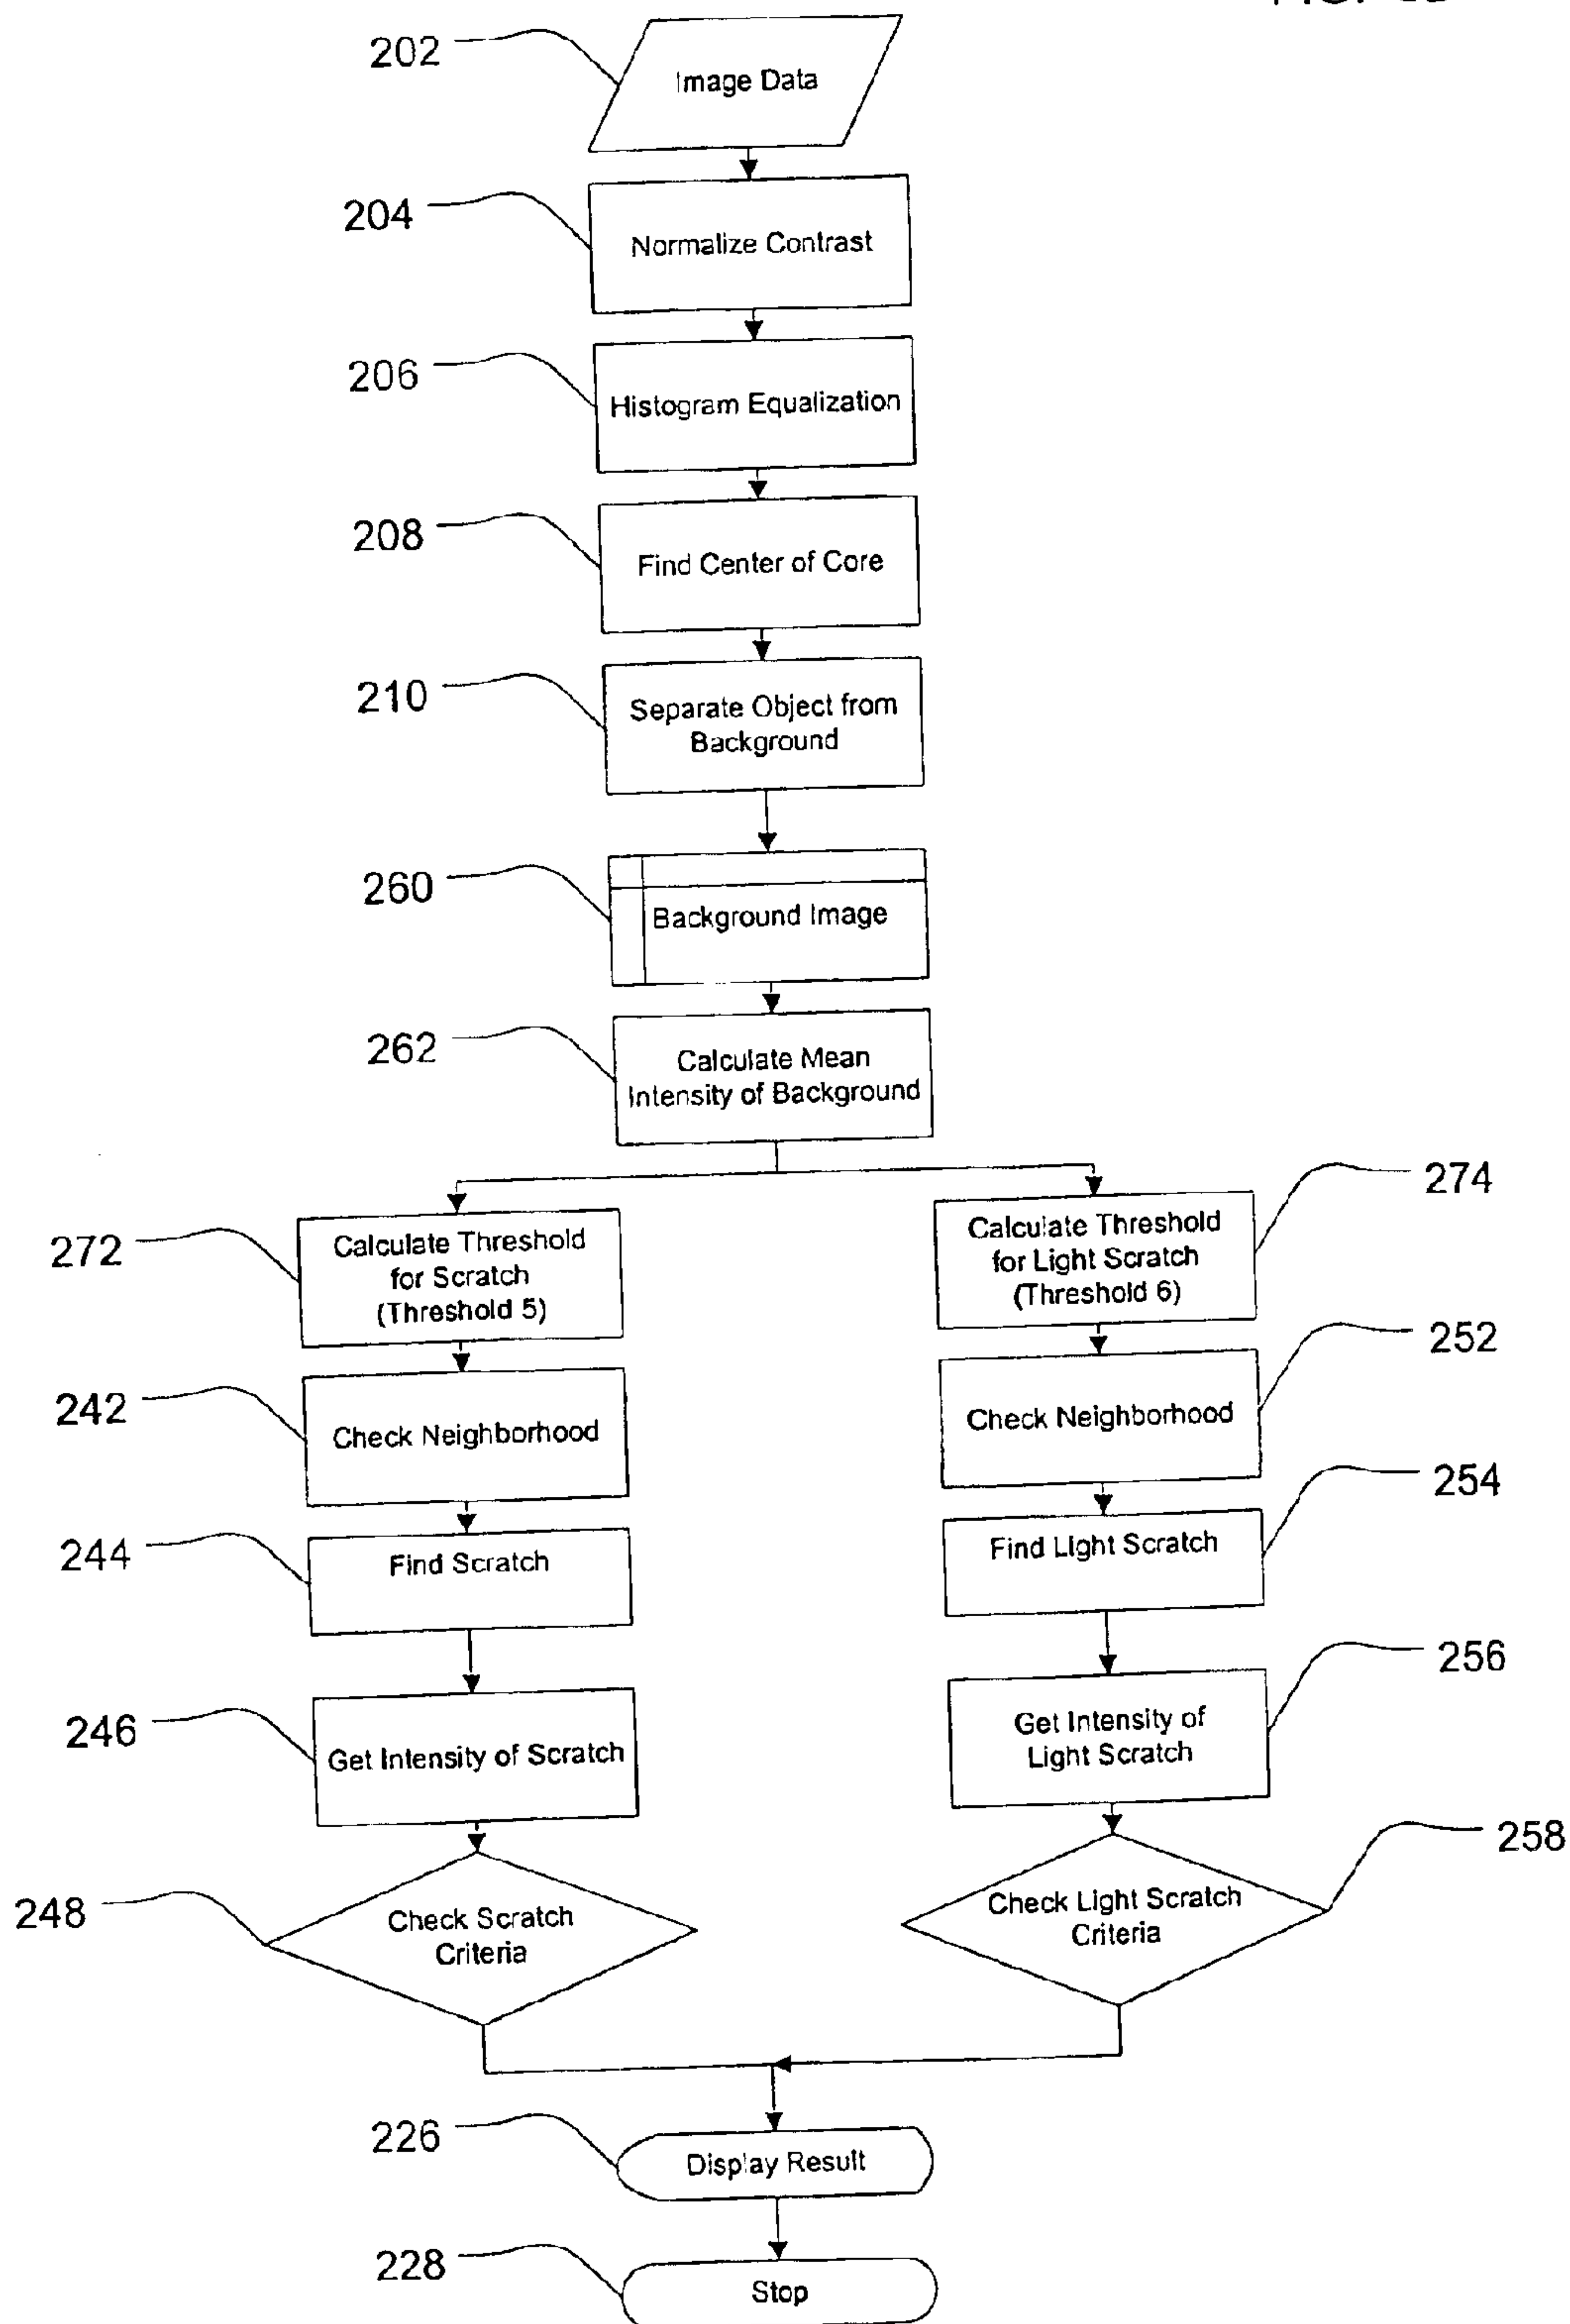 202
Image Data
204
Normalize Contrast
206
Histogram Equalization
208
Find Center of Core
210
Separate Object from
Background
260
Background Image
262
Calculate Mean
Intensity of Background
272
Calculate Threshold
for Scratch
(Threshold 5)
274
Calculate Threshold
for Light Scratch
(Threshold 6)
242
Check Neighborhood
252
Check Neighborhood
244
Find Scratch
254
Find Light Scratch
246
Get Intensity of Scratch
256
Get Intensity of
Light Scratch
248
Check Scratch
Criteria
258
Check Light Scratch
Criteria
226
Display Result
228
Stop